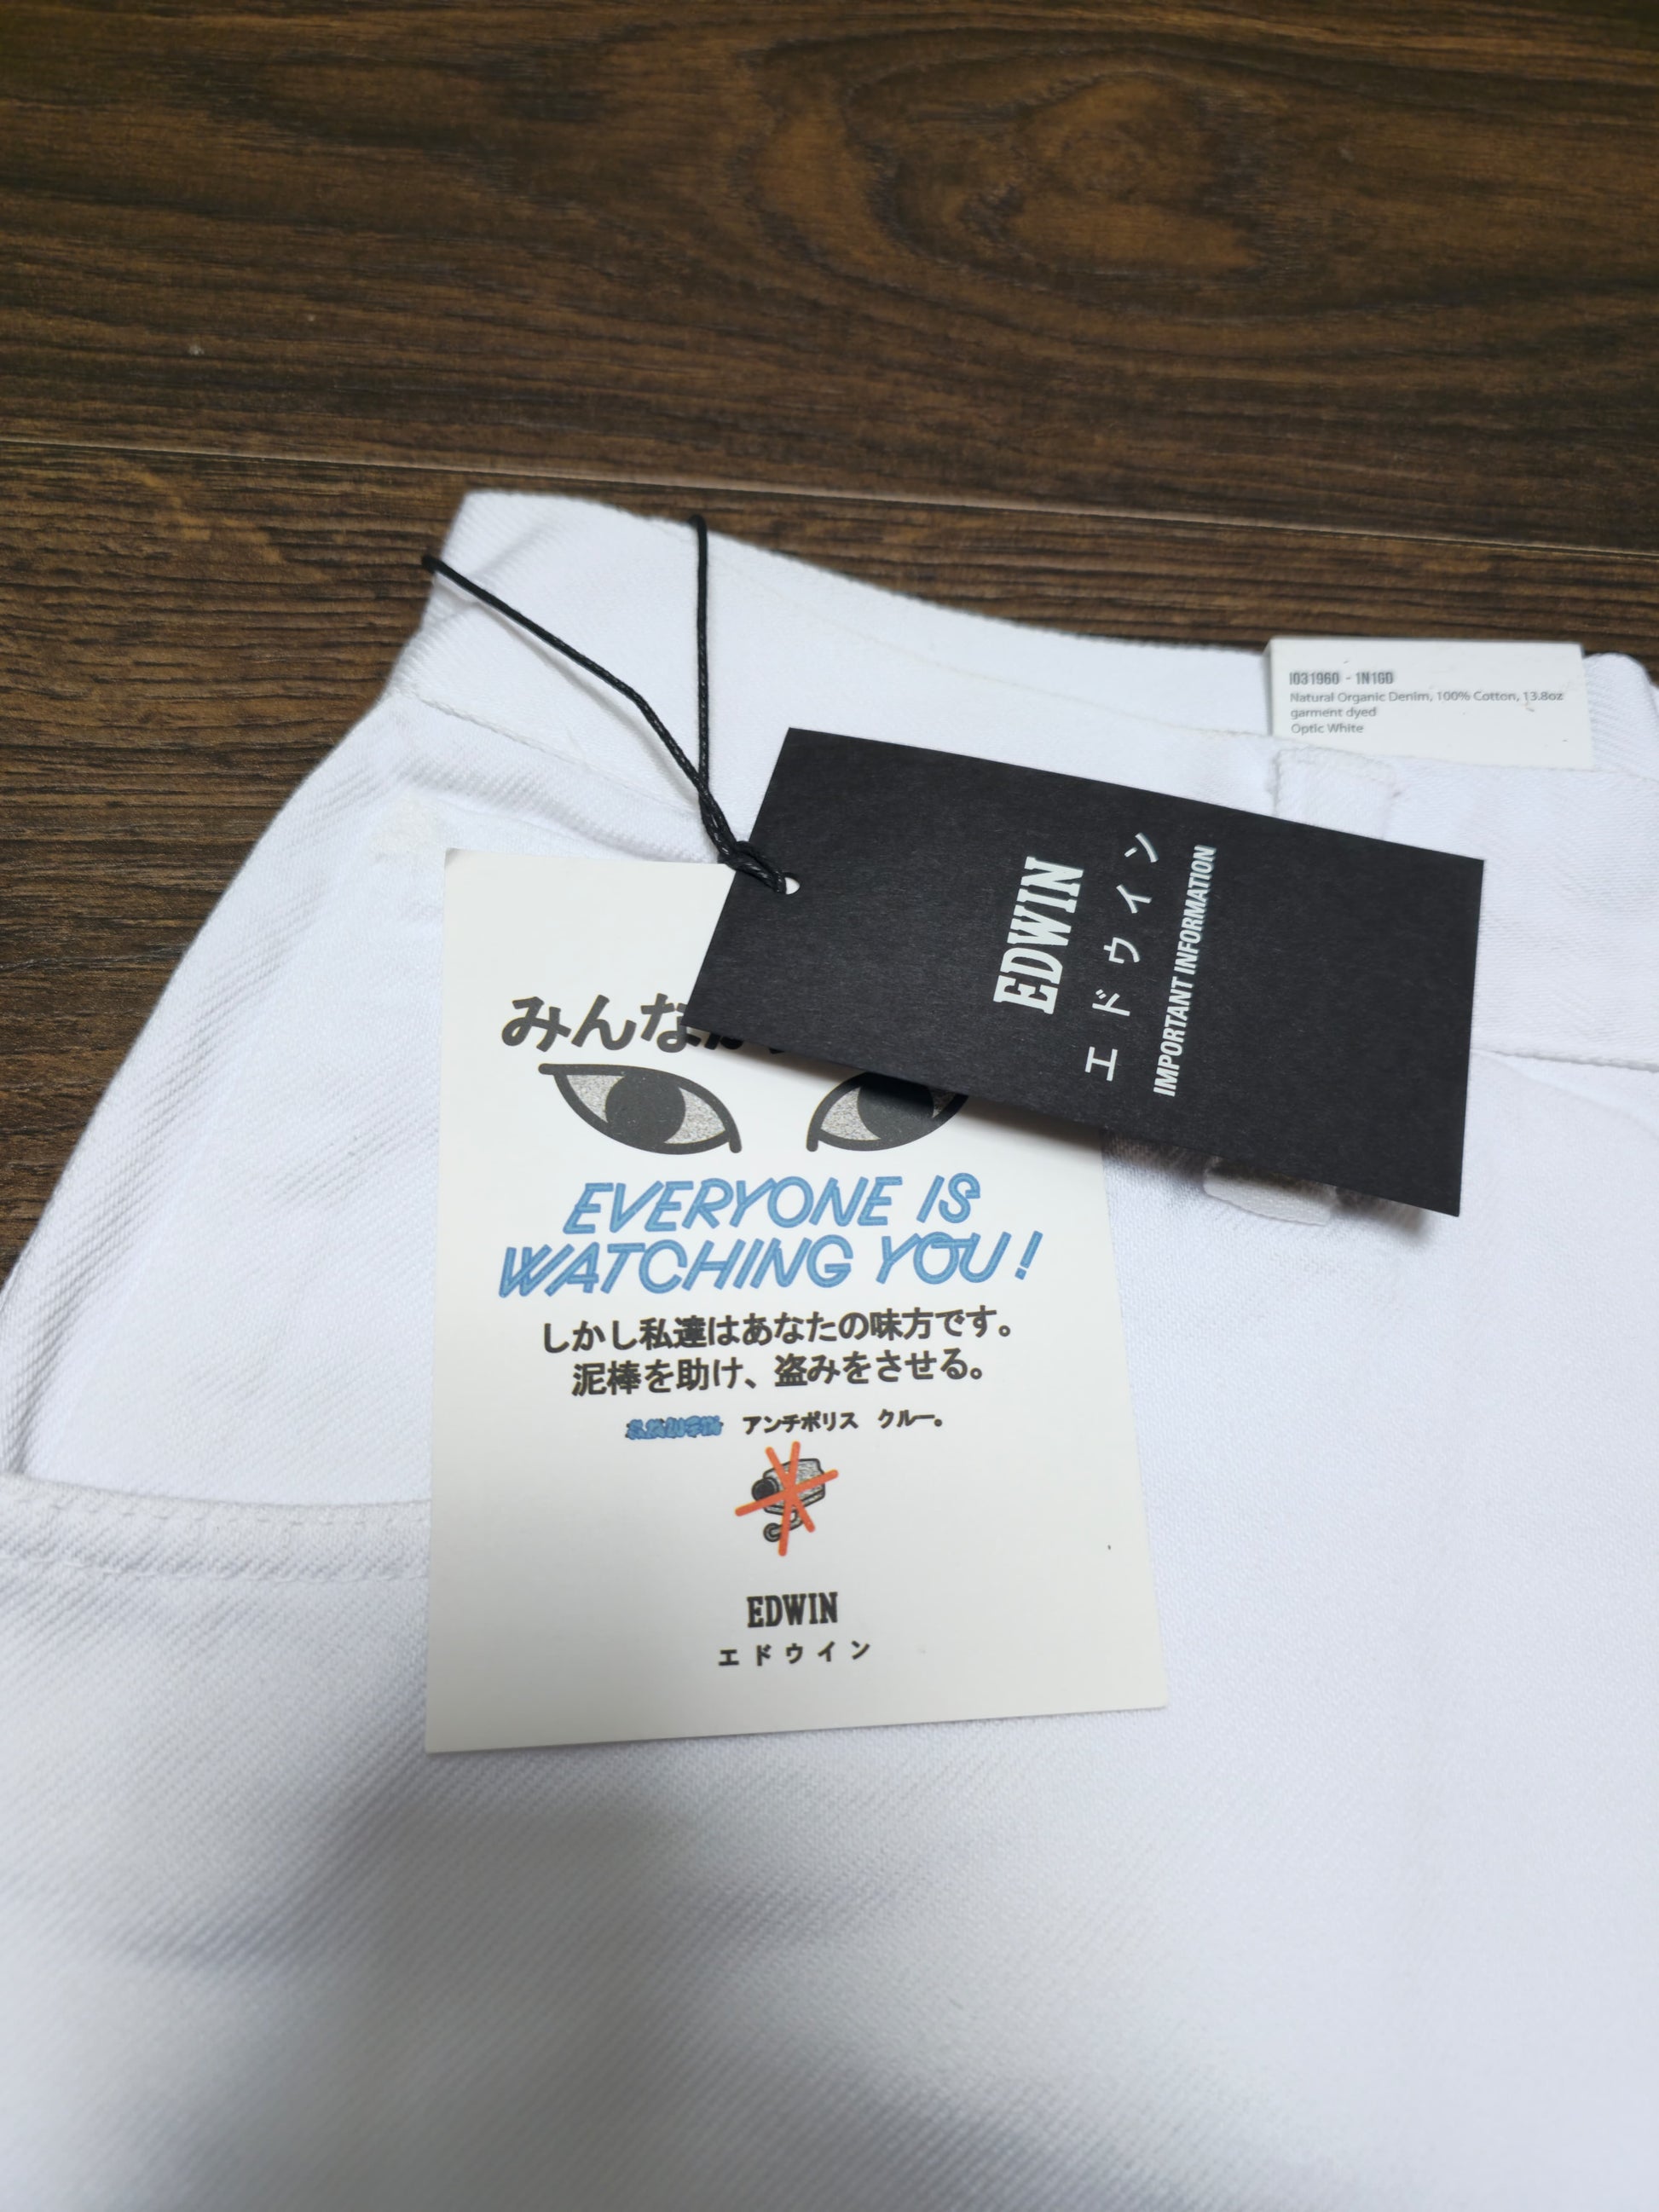 I031960 - 1N1GD
Natural Organic Denim, 100% Cotton, 13.8oz
garment dyed
Optic White
EDWIN
エドウイン
IMPORTANT INFORMATION
みんな
EVERYONE IS
WATCHING YOU!
しかし私達はあなたの味方です。
泥棒を助け、盗みをさせる。
アンチポリス クルー。
EDWIN
エドウイン